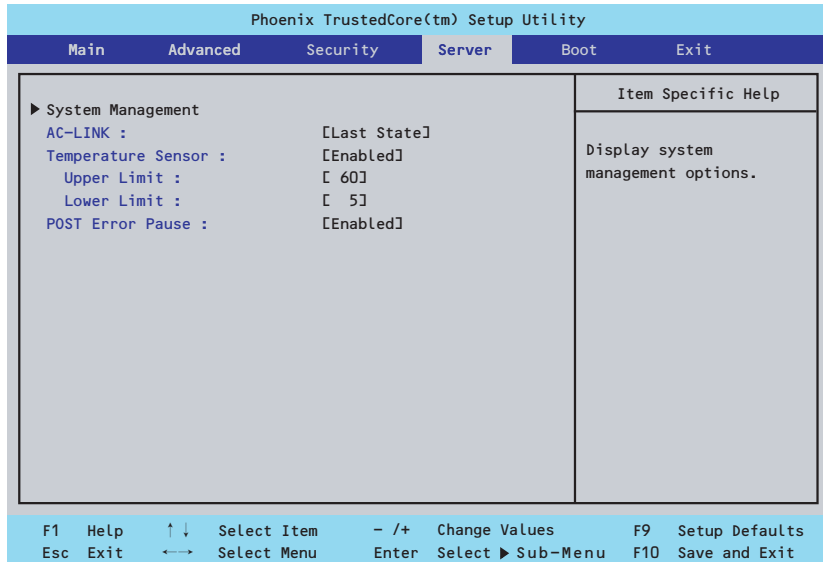 Phoenix TrustedCore(tm) Setup Utility
Main Advanced Security Server Boot Exit
▶ System Management
AC-LINK : [Last State]
Temperature Sensor : [Enabled]
Upper Limit : [ 60]
Lower Limit : [ 5]
POST Error Pause : [Enabled]
Item Specific Help
Display system
management options.
F1 Help ↑↓ Select Item - /+ Change Values F9 Setup Defaults
Esc Exit ←→ Select Menu Enter Select ▶ Sub-Menu F10 Save and Exit